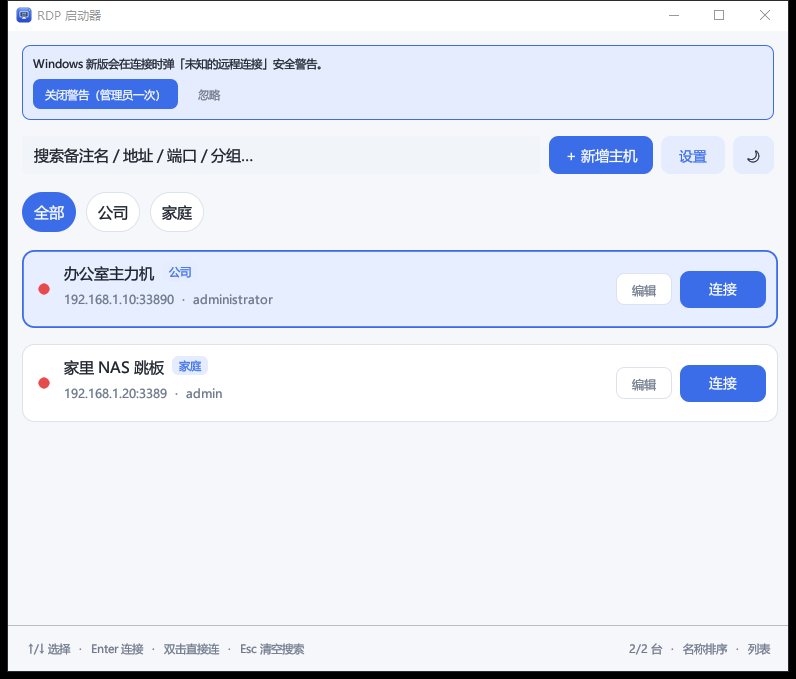 RDP 启动器
Windows 新版会在连接时弹「未知的远程连接」安全警告。
关闭警告（管理员一次） 忽略
搜索备注名 / 地址 / 端口 / 分组... + 新增主机 设置
全部 公司 家庭
办公室主力机 公司
192.168.1.10:33890 · administrator
编辑 连接
家里 NAS 跳板 家庭
192.168.1.20:3389 · admin
编辑 连接
↑/↓ 选择 · Enter 连接 · 双击直接连 · Esc 清空搜索 2/2 台 · 名称排序 · 列表